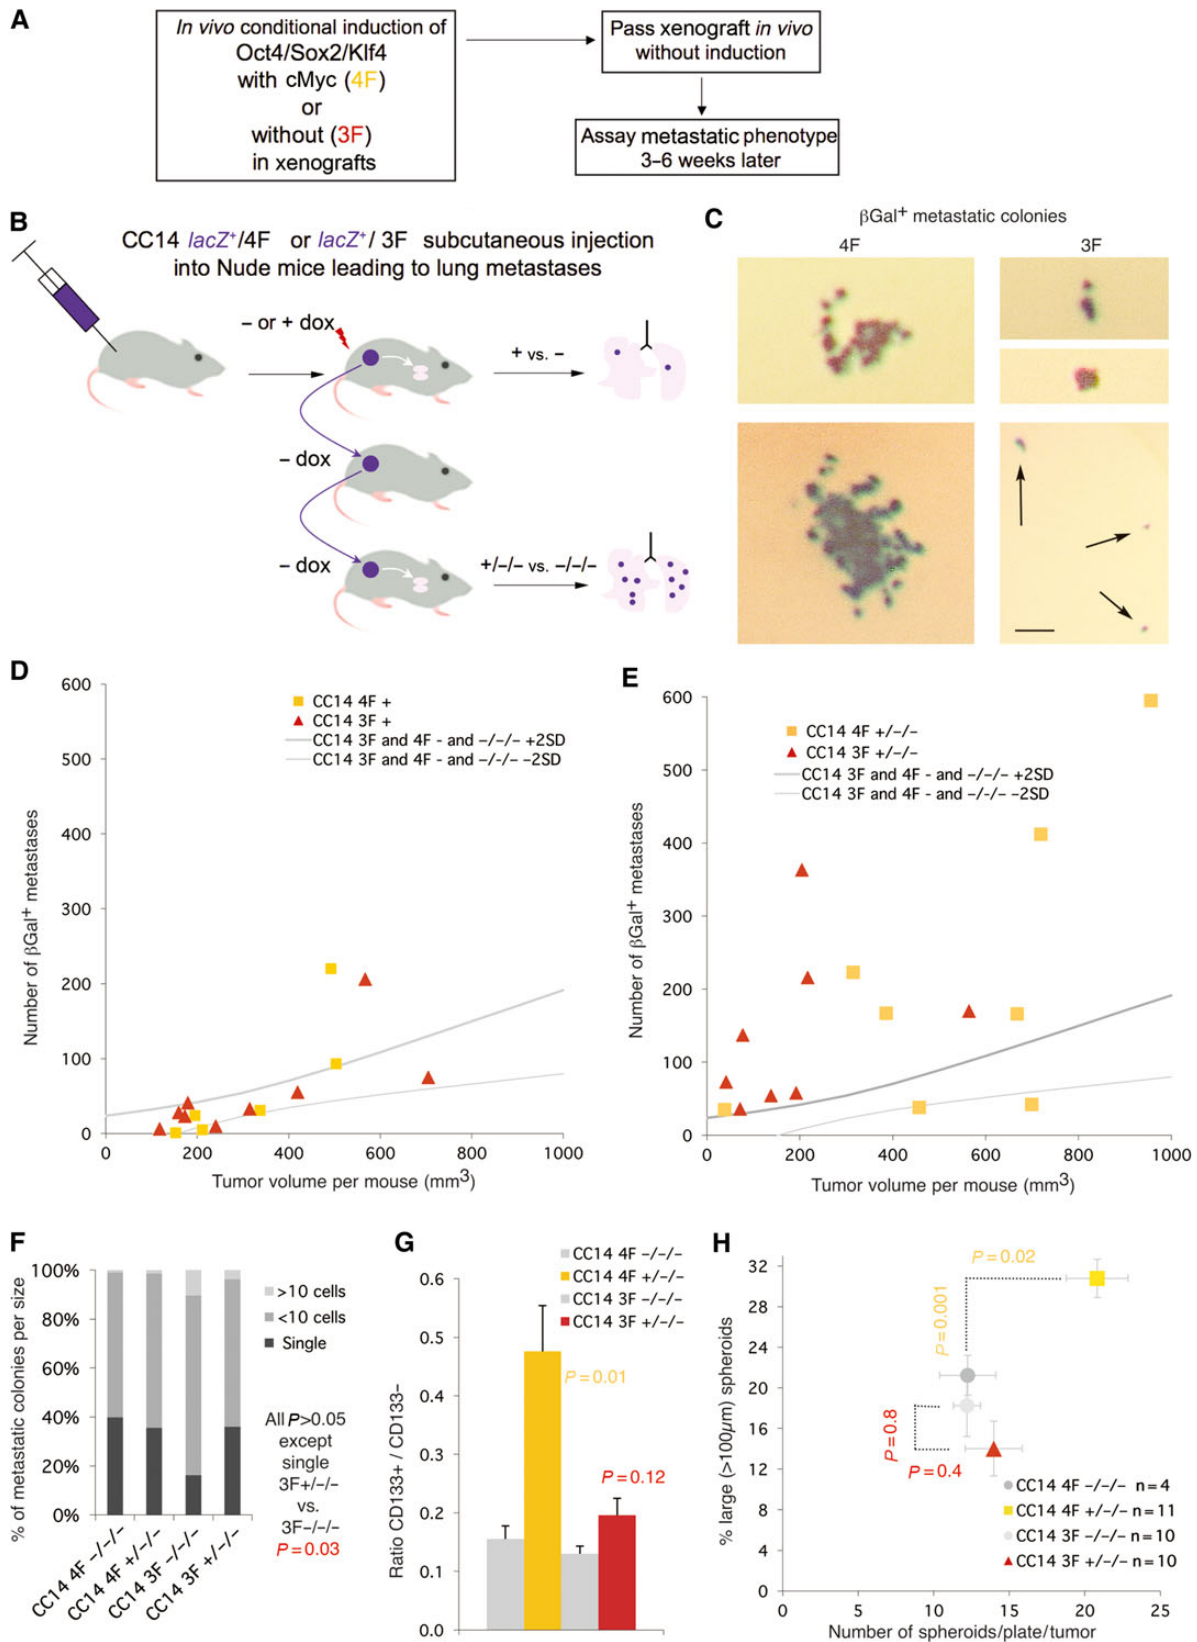 A
In vivo conditional induction of
Oct4/Sox2/Klf4
with cMyc (4F)
or
without (3F)
in xenografts
Pass xenograft in vivo
without induction
Assay metastatic phenotype
3–6 weeks later
B
CC14 lacZ+/4F or lacZ+/ 3F subcutaneous injection
into Nude mice leading to lung metastases
– or + dox
+ vs. –
– dox
– dox
+/–/– vs. –/–/–
C
βGal+ metastatic colonies
4F
3F
D
600
500
400
300
200
100
0
Number of βGal+ metastases
CC14 4F +
CC14 3F +
CC14 3F and 4F - and –/–/– +2SD
CC14 3F and 4F - and –/–/– –2SD
0 200 400 600 800 1000
Tumor volume per mouse (mm3)
E
600
500
400
300
200
100
0
Number of βGal+ metastases
CC14 4F +/–/–
CC14 3F +/–/–
CC14 3F and 4F - and –/–/– +2SD
CC14 3F and 4F - and –/–/– –2SD
0 200 400 600 800 1000
Tumor volume per mouse (mm3)
F
% of metastatic colonies per size
100%
80%
60%
40%
20%
0%
>10 cells
<10 cells
Single
All P>0.05
except
single
3F+/–/–
vs.
3F–/–/–
P=0.03
CC14 4F –/–/–
CC14 4F +/–/–
CC14 3F –/–/–
CC14 3F +/–/–
G
CC14 4F –/–/–
CC14 4F +/–/–
CC14 3F –/–/–
CC14 3F +/–/–
Ratio CD133+ / CD133–
0.6
0.5
0.4
0.3
0.2
0.1
0.0
P=0.01
P=0.12
H
% large (>100μm) spheroids
32
28
24
20
16
12
8
4
0
P=0.02
P=0.001
P=0.8
P=0.4
CC14 4F –/–/– n=4
CC14 4F +/–/– n=11
CC14 3F –/–/– n=10
CC14 3F +/–/– n=10
0 5 10 15 20 25
Number of spheroids/plate/tumor